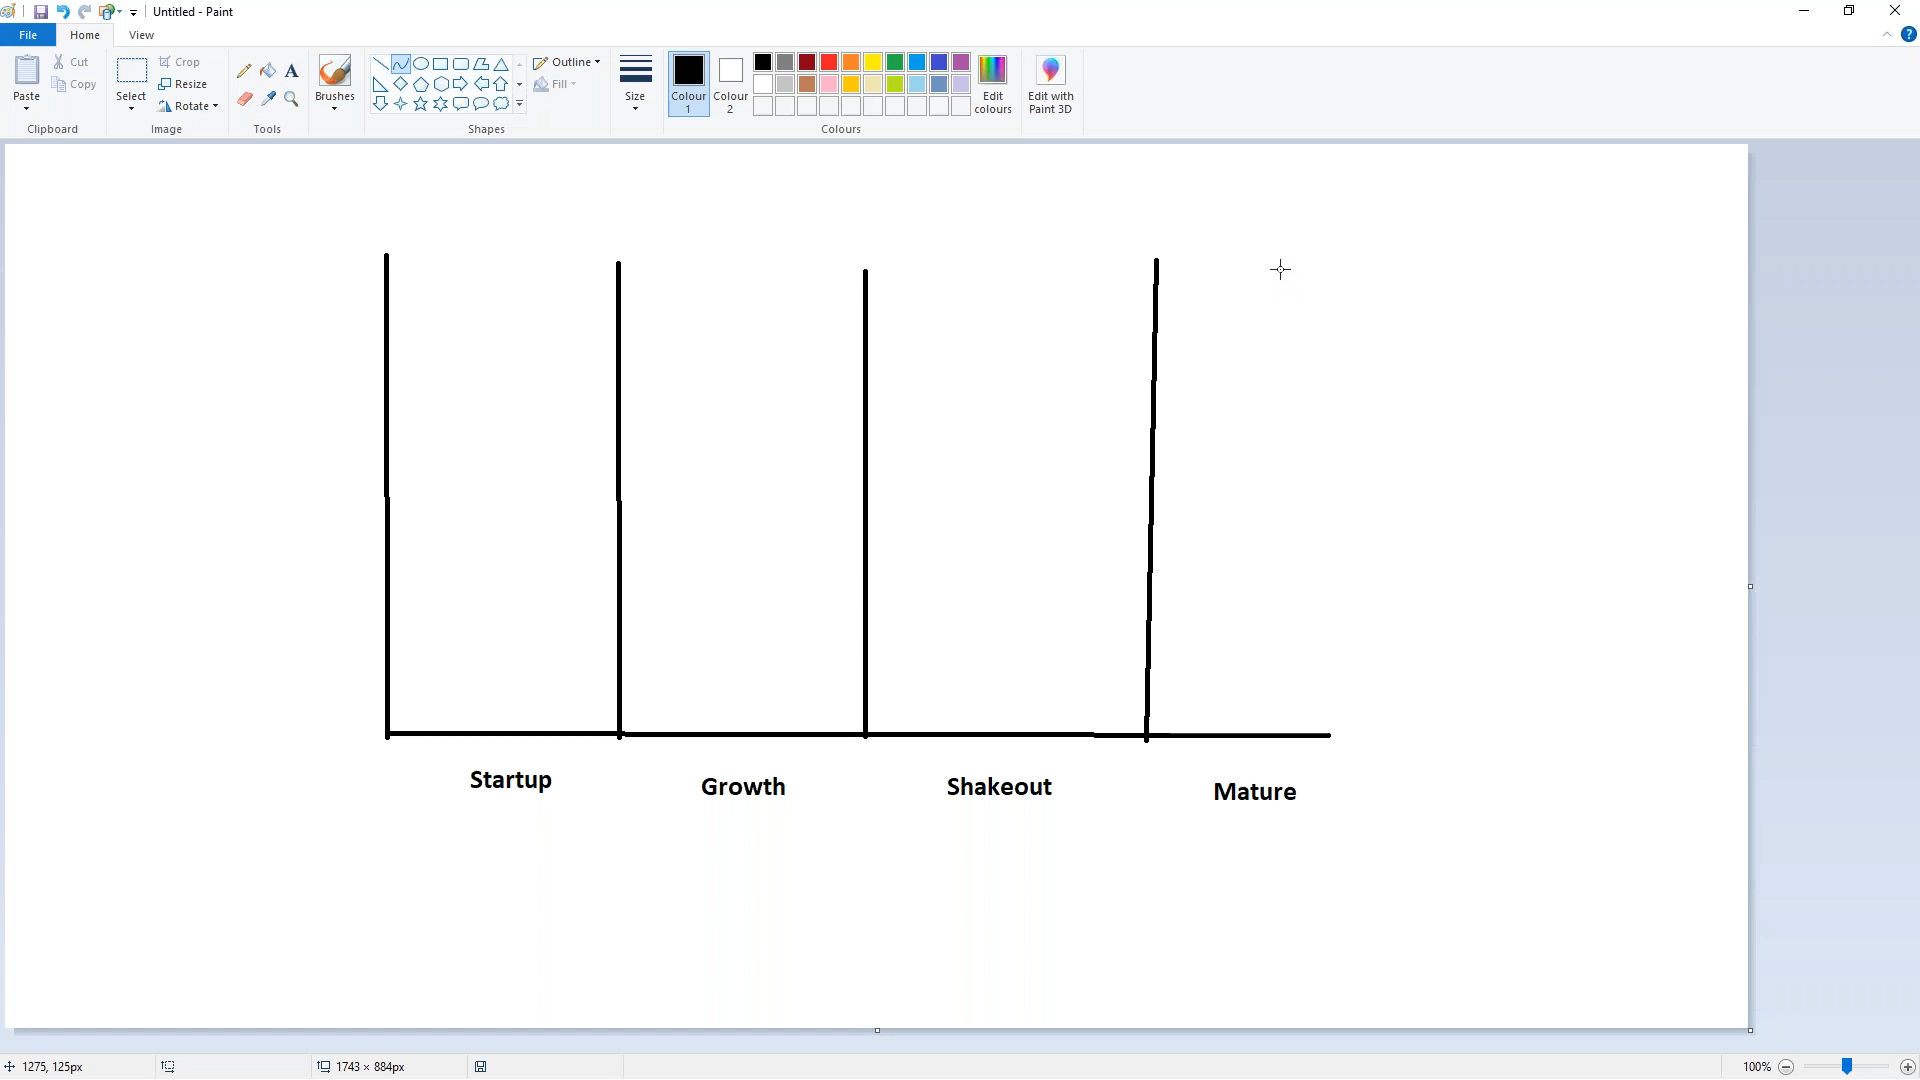 Untitled - Paint
File Home View
Cut
Copy
Paste
Crop
Resize
Rotate
Select
Brushes
Outline
Fill
Size
Colour 1
Colour 2
Edit colours
Edit with Paint 3D
Clipboard Image Tools Shapes Colours
A
?
Startup Growth Shakeout Mature
1275, 125px 1743 × 884px 100%